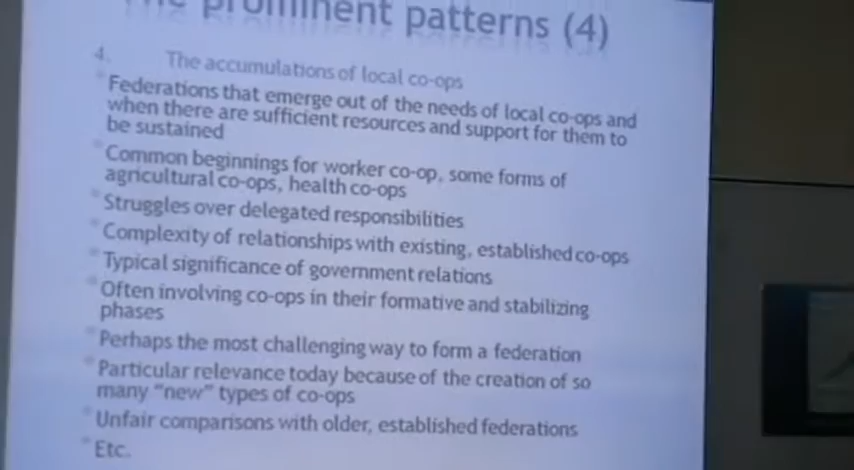 The prominent patterns (4)
4. The accumulations of local co-ops
* Federations that emerge out of the needs of local co-ops and
when there are sufficient resources and support for them to
be sustained
* Common beginnings for worker co-op, some forms of
agricultural co-ops, health co-ops
* Struggles over delegated responsibilities
* Complexity of relationships with existing, established co-ops
* Typical significance of government relations
* Often involving co-ops in their formative and stabilizing
phases
* Perhaps the most challenging way to form a federation
* Particular relevance today because of the creation of so
many “new” types of co-ops
* Unfair comparisons with older, established federations
* Etc.